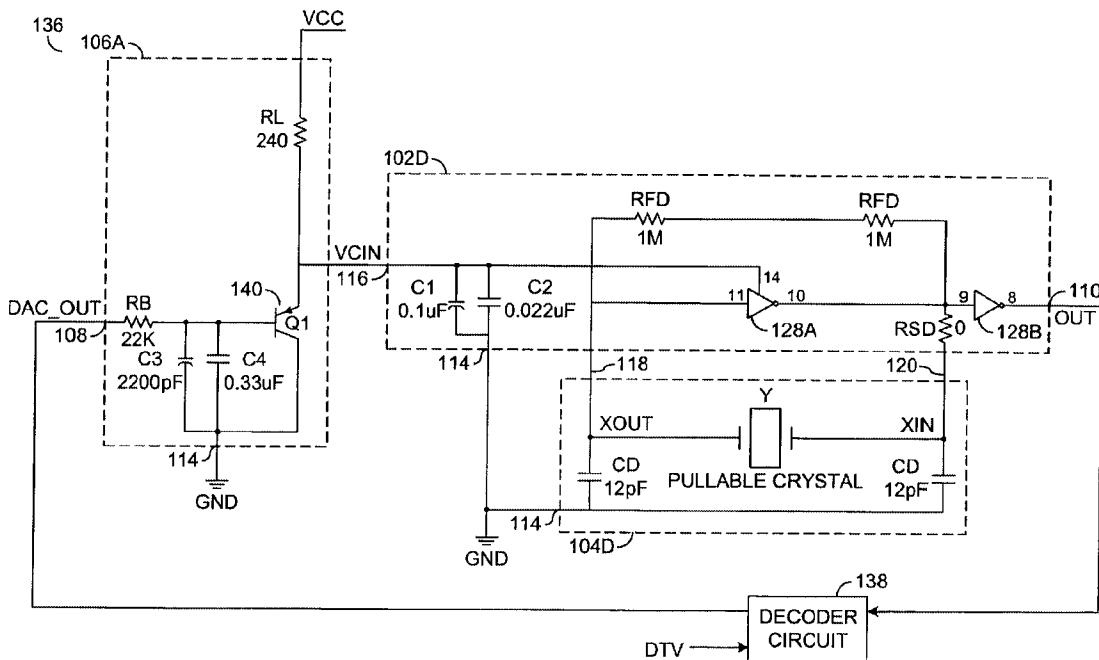 136
106A
VCC
RL
240
102D
RFD
1M
RFD
1M
VCIN
116
C1
0.1uF
C2
0.022uF
14
11
10
128A
9
8
128B
110
OUT
RSD
0
140
DAC_OUT
108
RB
22K
Q1
C3
2200pF
C4
0.33uF
114
GND
114
118
120
Y
XOUT
XIN
CD
12pF
PULLABLE CRYSTAL
CD
12pF
114
GND
104D
138
DECODER
CIRCUIT
DTV